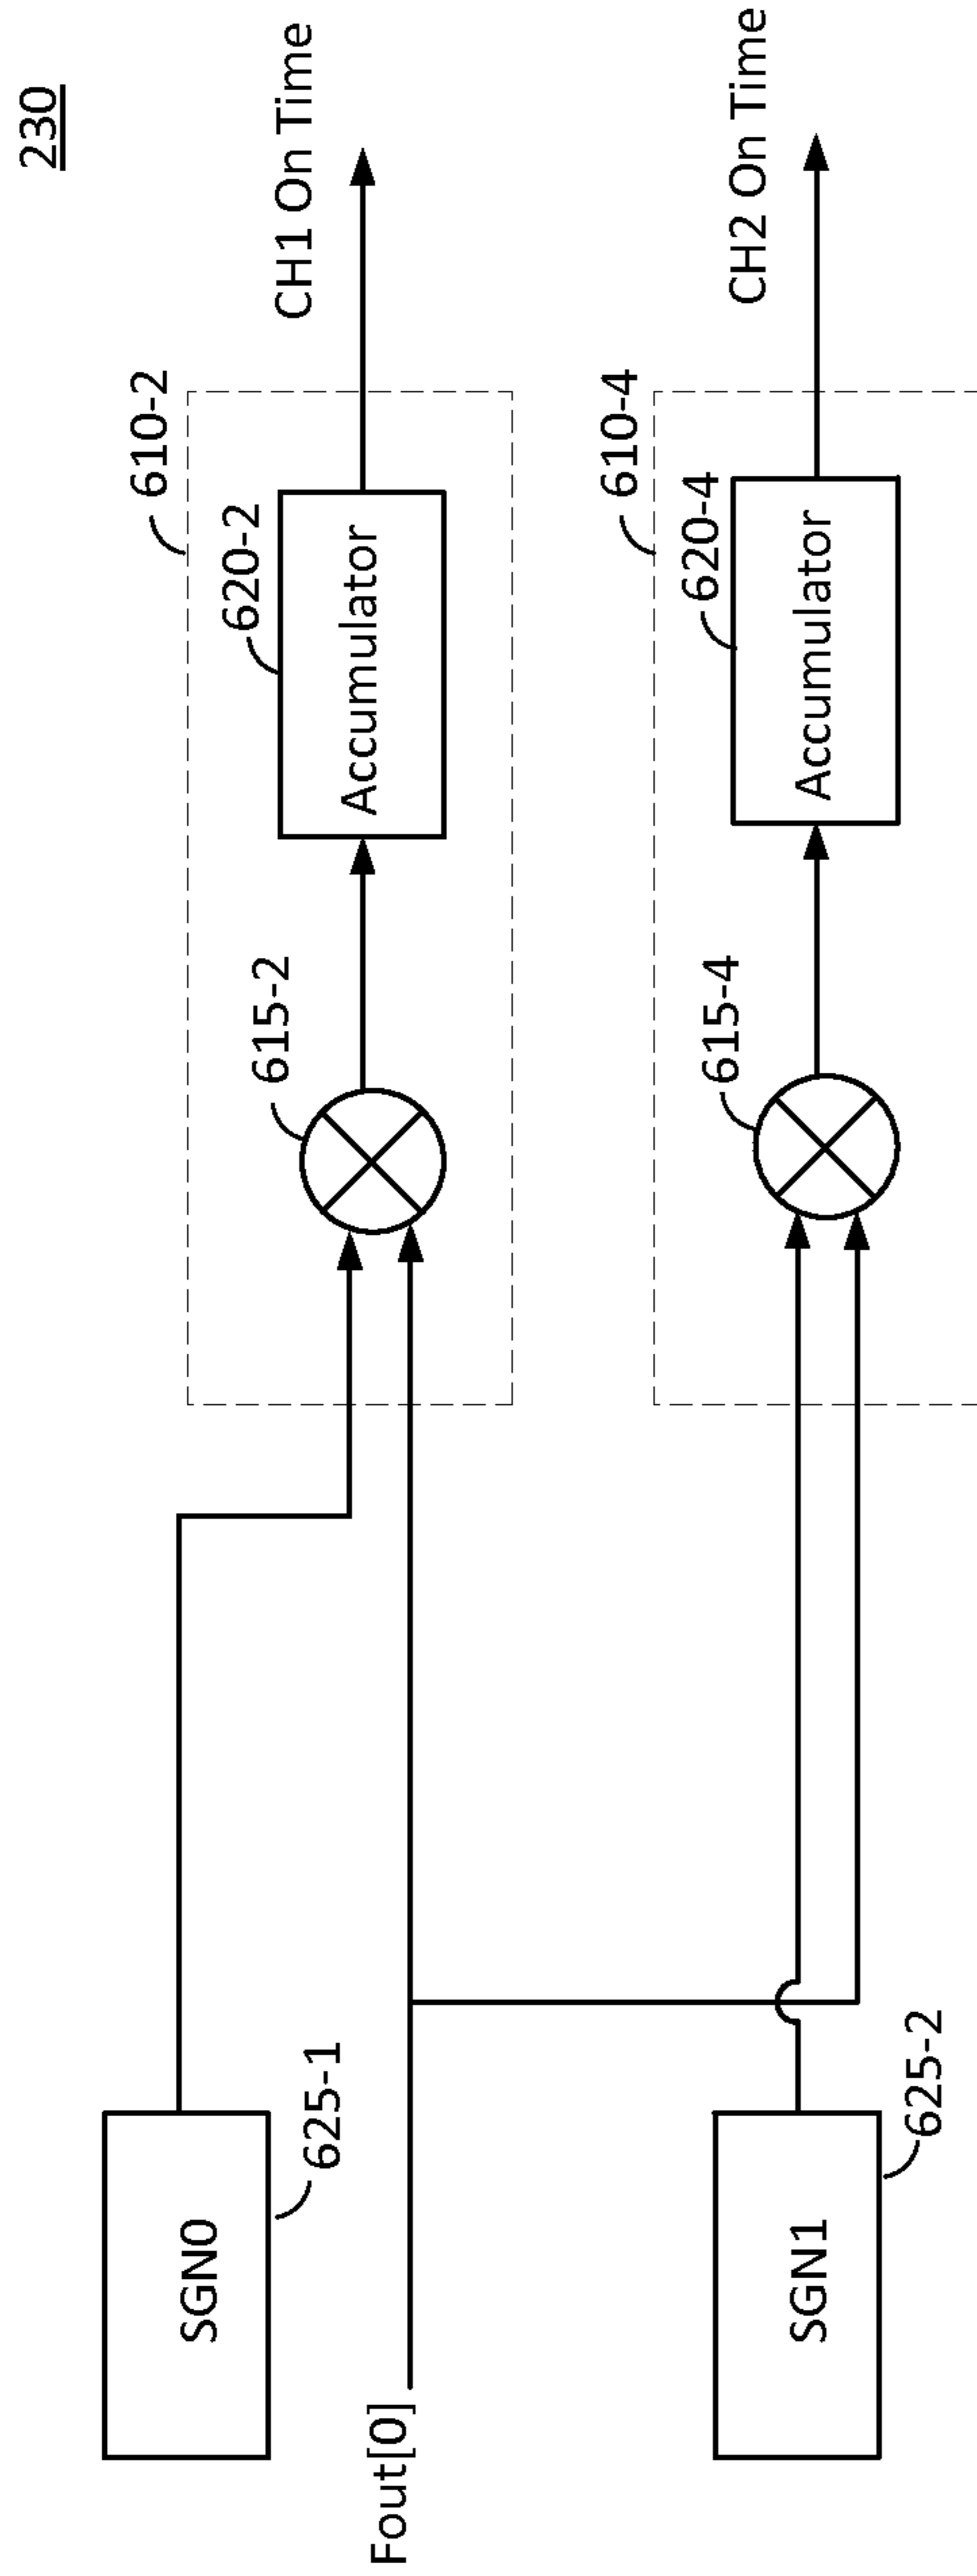 230
SGN0
625-1
Fout[0]
615-2
620-2
Accumulator
610-2
CH1 On Time
SGN1
625-2
615-4
620-4
Accumulator
610-4
CH2 On Time